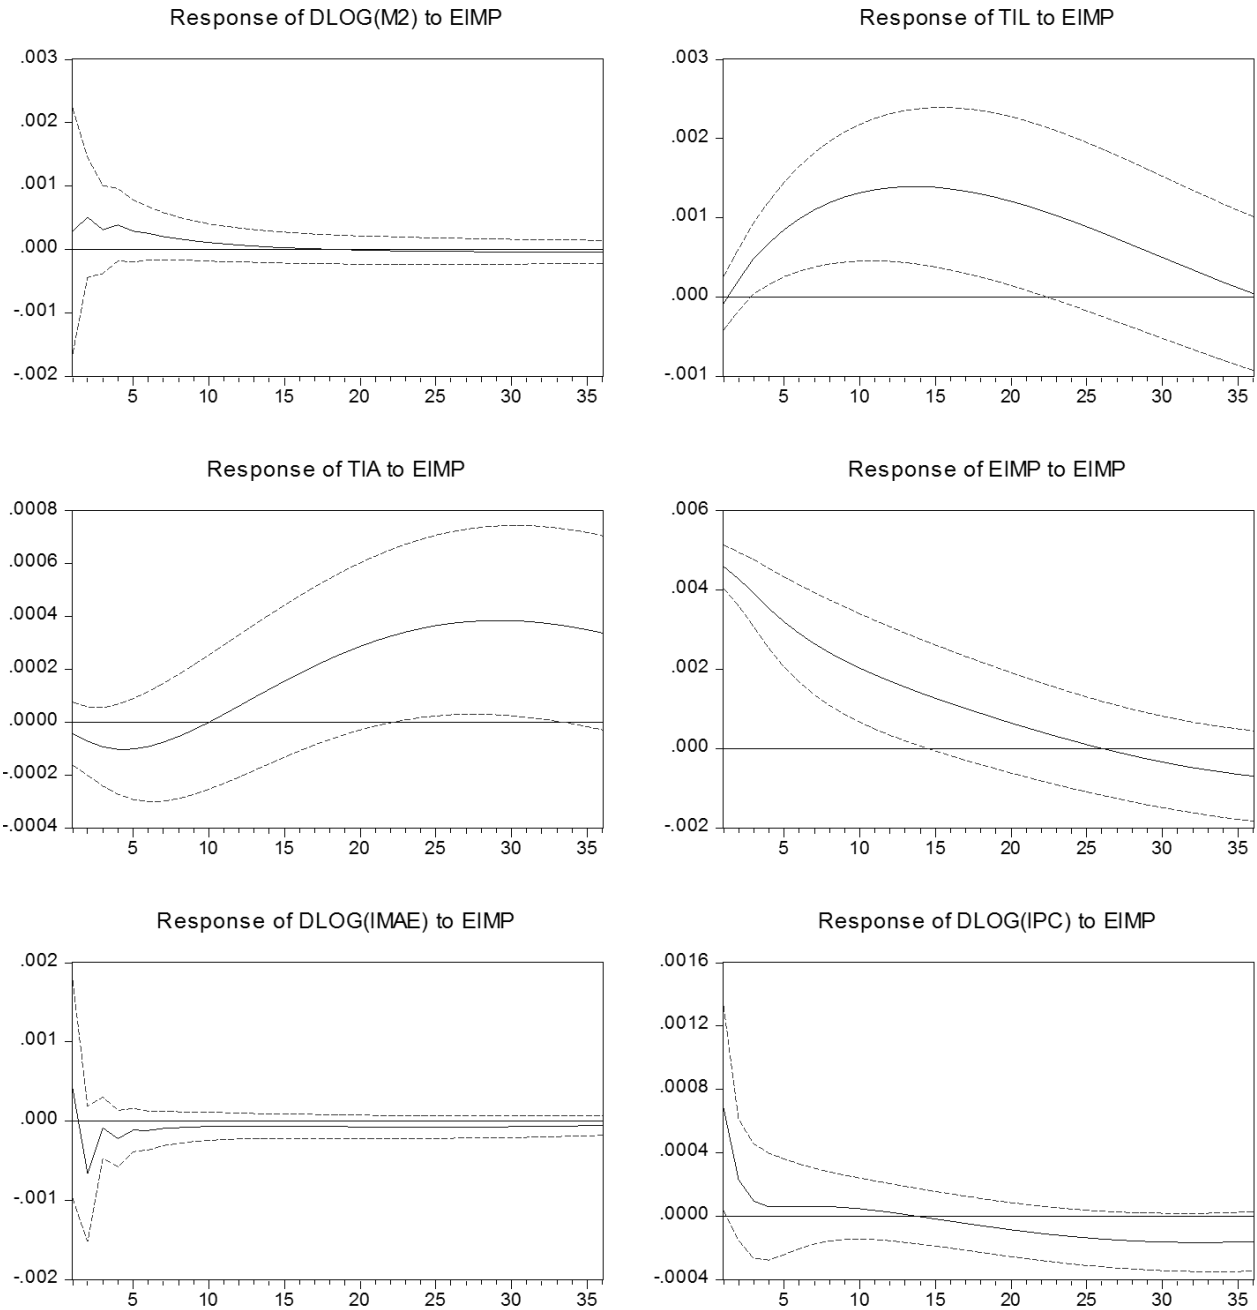 Response of DLOG(M2) to EIMP
.003
.002
.001
.000
-.001
-.002
5 10 15 20 25 30 35
Response of TIL to EIMP
.003
.002
.001
.000
-.001
5 10 15 20 25 30 35
Response of TIA to EIMP
.0008
.0006
.0004
.0002
.0000
-.0002
-.0004
5 10 15 20 25 30 35
Response of EIMP to EIMP
.006
.004
.002
.000
-.002
5 10 15 20 25 30 35
Response of DLOG(IMAE) to EIMP
.002
.001
.000
-.001
-.002
5 10 15 20 25 30 35
Response of DLOG(IPC) to EIMP
.0016
.0012
.0008
.0004
.0000
-.0004
5 10 15 20 25 30 35